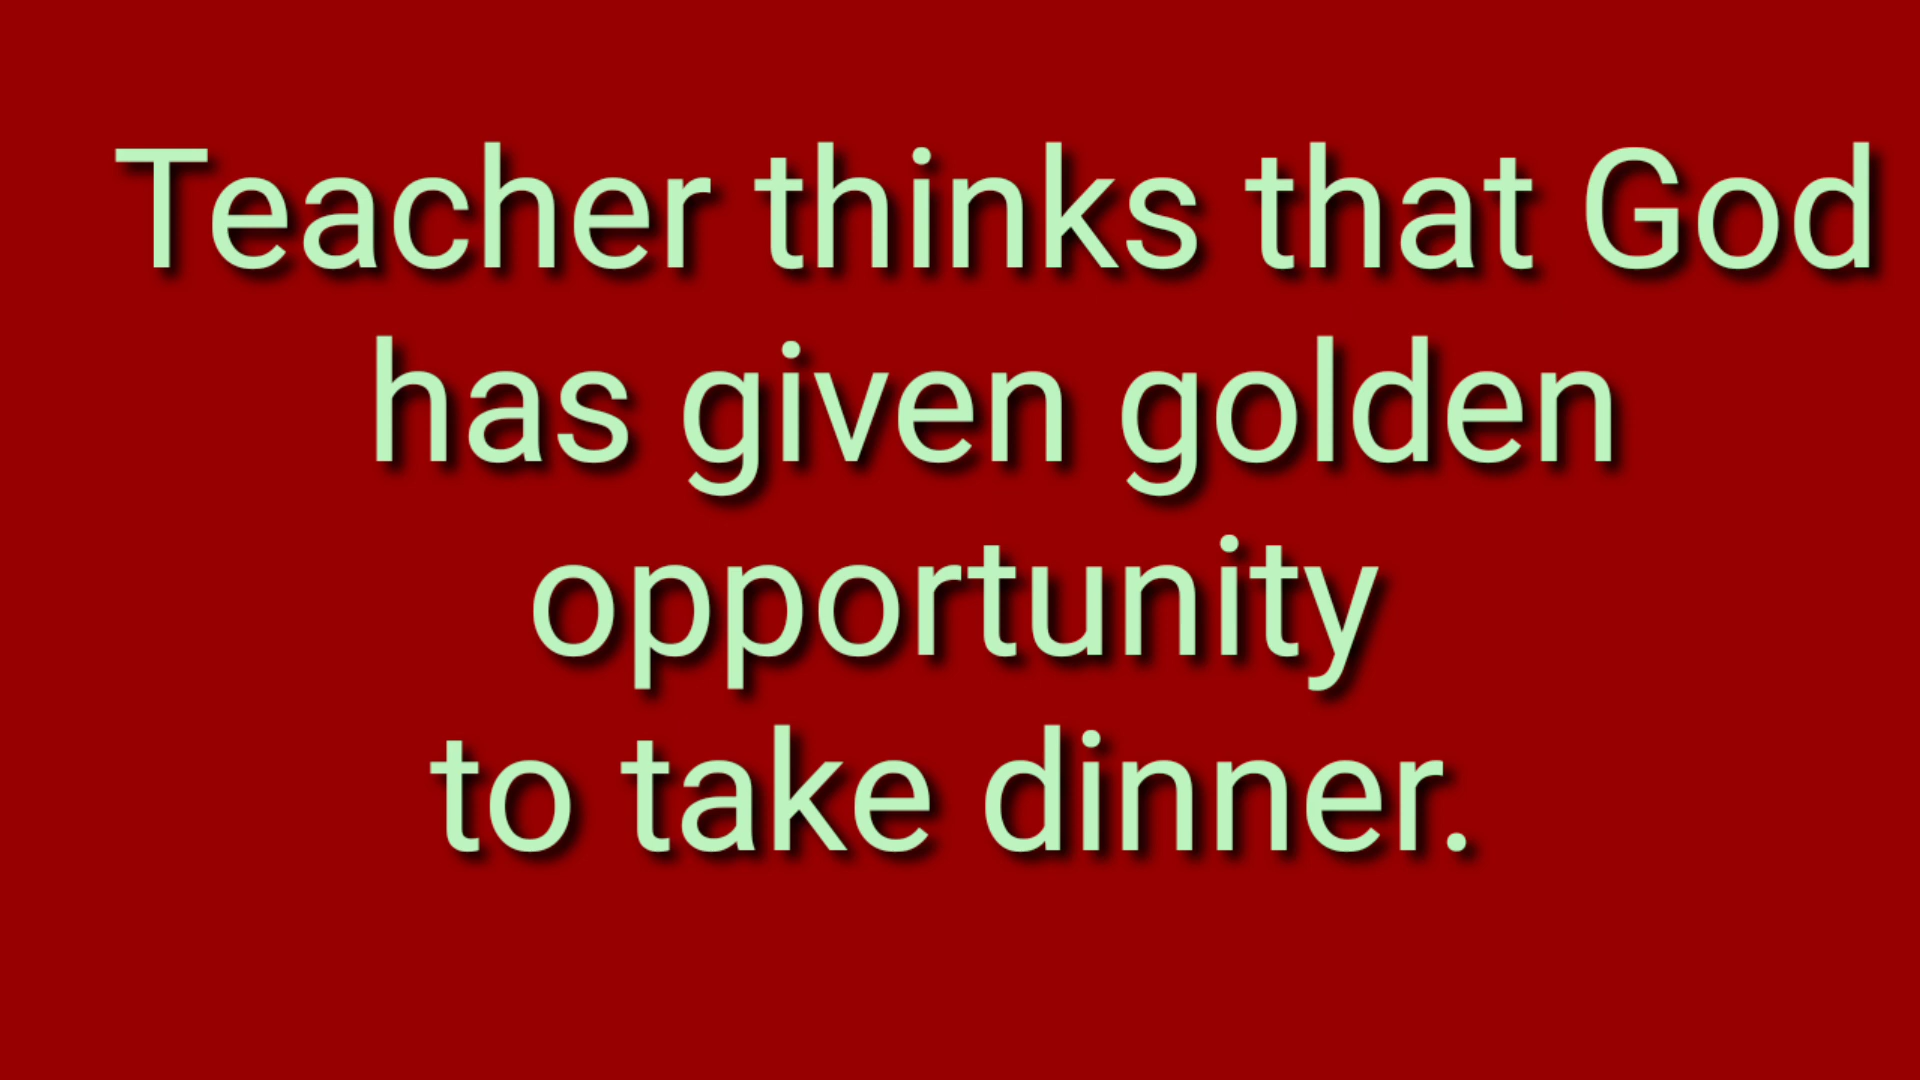 Teacher thinks that God
has given golden
opportunity
to take dinner.